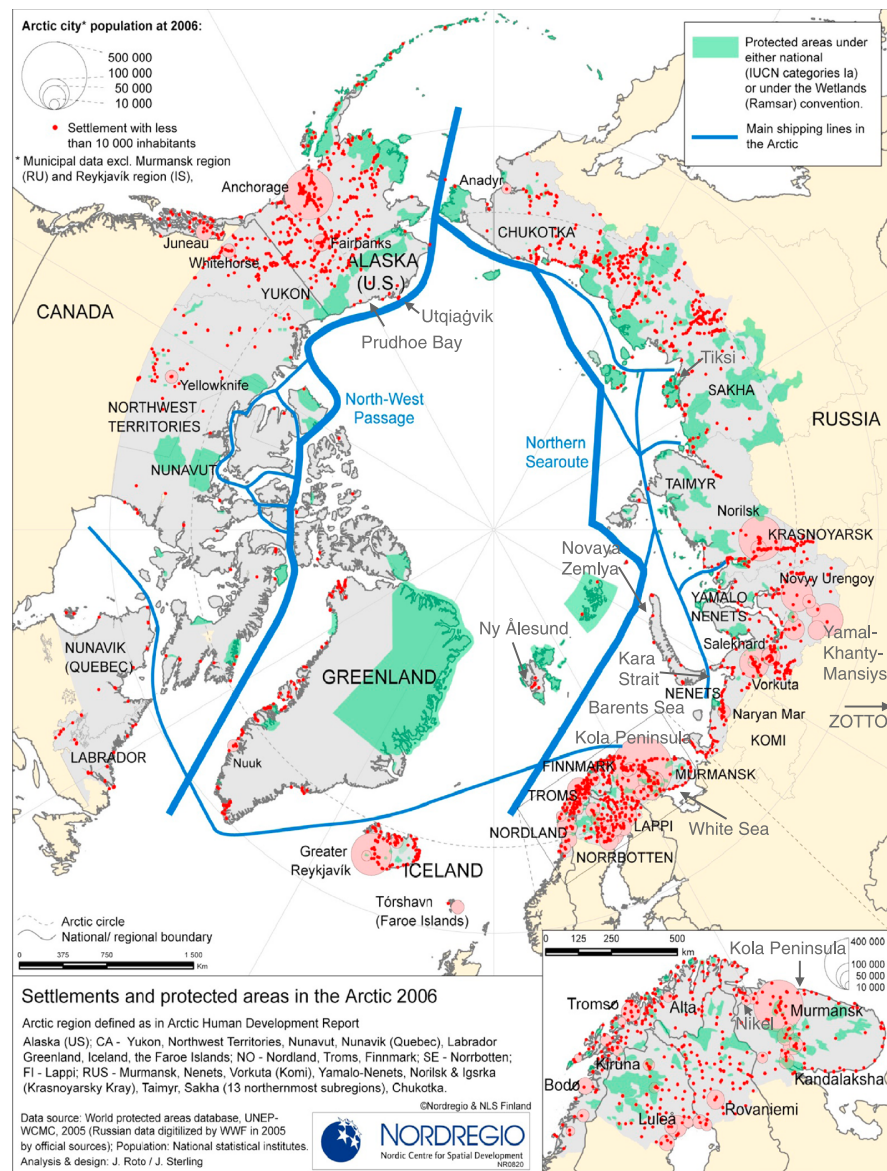 Arctic city* population at 2006:
500 000
100 000
50 000
10 000
Settlement with less
than 10 000 inhabitants
* Municipal data excl. Murmansk region
(RU) and Reykjavik region (IS),
Protected areas under
either national
(IUCN categories Ia)
or under the Wetlands
(Ramsar) convention.
Main shipping lines in
the Arctic
Anchorage
Anadyr
Juneau
Whitehorse
Fairbanks
CHUKOTKA
ALASKA
(U.S.)
YUKON
CANADA
Utqiaġvik
Prudhoe Bay
Tiksi
Yellowknife
SAKHA
NORTHWEST
TERRITORIES
North-West
Passage
RUSSIA
Northern
Searoute
NUNAVUT
TAIMYR
Norilsk
KRASNOYARSK
Novaya
Zemlya
Novyy Urengoy
YAMALO
NENETS
Ny Ålesund
NUNAVIK
(QUEBEC)
Salekhard
Yamal-
Khanty-
Mansiys
Kara
Strait
GREENLAND
NENETS
Vorkuta
Barents Sea
Naryan Mar
ZOTTO
Kola Peninsula
KOMI
LABRADOR
Nuuk
FINNMARK
MURMANSK
TROMS
White Sea
NORDLAND
LAPPI
NORRBOTTEN
Greater
Reykjavík
ICELAND
Tórshavn
(Faroe Islands)
Arctic circle
National/ regional boundary
0 375 750 1 500
Km
0 125 250 500
km
Kola Peninsula
400 000
100 000
50 000
10 000
Tromsø
Alta
Nikel
Murmansk
Kiruna
Kandalaksha
Bodø
Luleå
Rovaniemi
Settlements and protected areas in the Arctic 2006
Arctic region defined as in Arctic Human Development Report
Alaska (US); CA - Yukon, Northwest Territories, Nunavut, Nunavik (Quebec), Labrador
Greenland, Iceland, the Faroe Islands; NO - Nordland, Troms, Finnmark; SE - Norrbotten;
FI - Lappi; RUS - Murmansk, Nenets, Vorkuta (Komi), Yamalo-Nenets, Norilsk & Igsrka
(Krasnoyarsky Kray), Taimyr, Sakha (13 northernmost subregions), Chukotka.
©Nordregio & NLS Finland
Data source: World protected areas database, UNEP-
WCMC, 2005 (Russian data digitilized by WWF in 2005
by official sources); Population: National statistical institutes.
Analysis & design: J. Roto / J. Sterling
NORDREGIO
Nordic Centre for Spatial Development
NR0820